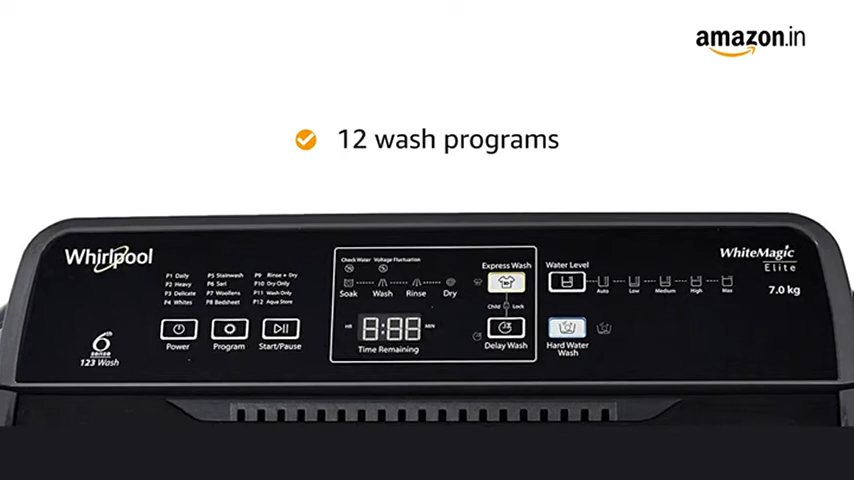 amazon.in
12 wash programs
Whirlpool
P1 Daily
P2 Heavy
P3 Delicate
P4 Whites
P5 Stainwash
P6 Sari
P7 Woollens
P8 Bedsheet
P9 Rinse + Dry
P10 Dry Only
P11 Wash Only
P12 Aqua Store
6th sense
123 Wash
Power
Program
Start/Pause
Check Water
Voltage Fluctuation
Soak
Wash
Rinse
Dry
HR
8:88
MIN
Time Remaining
Express Wash
Child Lock
Delay Wash
Water Level
Auto
Low
Medium
High
Max
Hard Water
Wash
WhiteMagic
Elite
7.0 kg